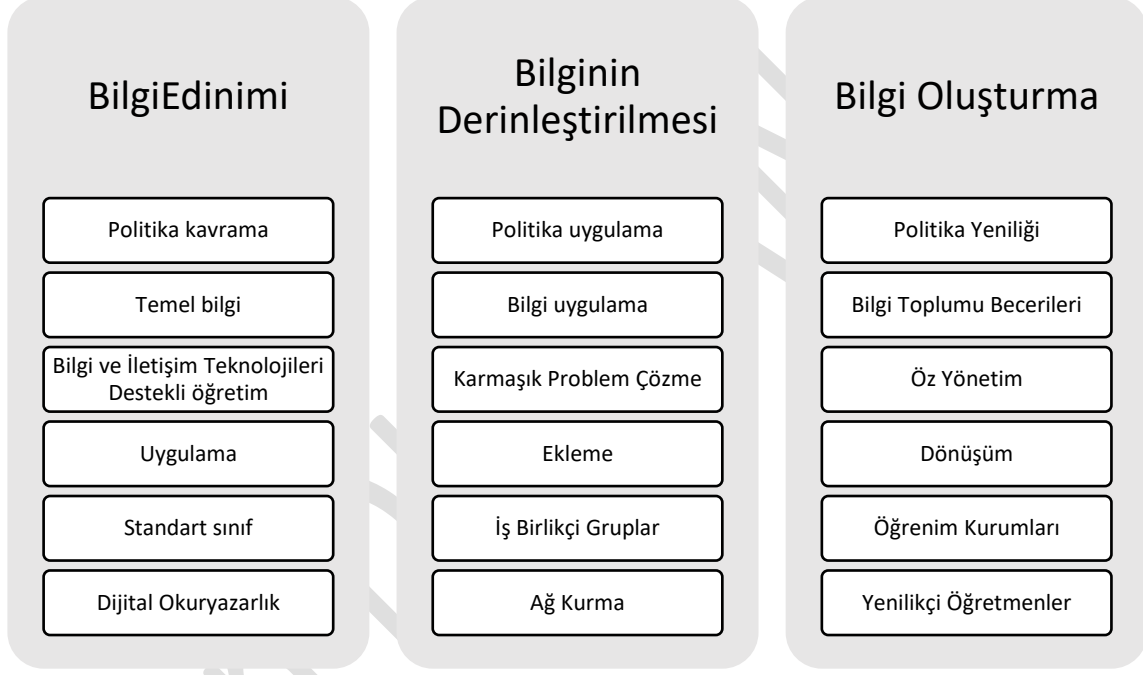 BilgiEdinimi
Politika kavrama
Temel bilgi
Bilgi ve İletişim Teknolojileri
Destekli öğretim
Uygulama
Standart sınıf
Dijital Okuryazarlık
Bilginin
Derinleştirilmesi
Politika uygulama
Bilgi uygulama
Karmaşık Problem Çözme
Ekleme
İş Birlikçi Gruplar
Ağ Kurma
Bilgi Oluşturma
Politika Yeniliği
Bilgi Toplumu Becerileri
Öz Yönetim
Dönüşüm
Öğrenim Kurumları
Yenilikçi Öğretmenler